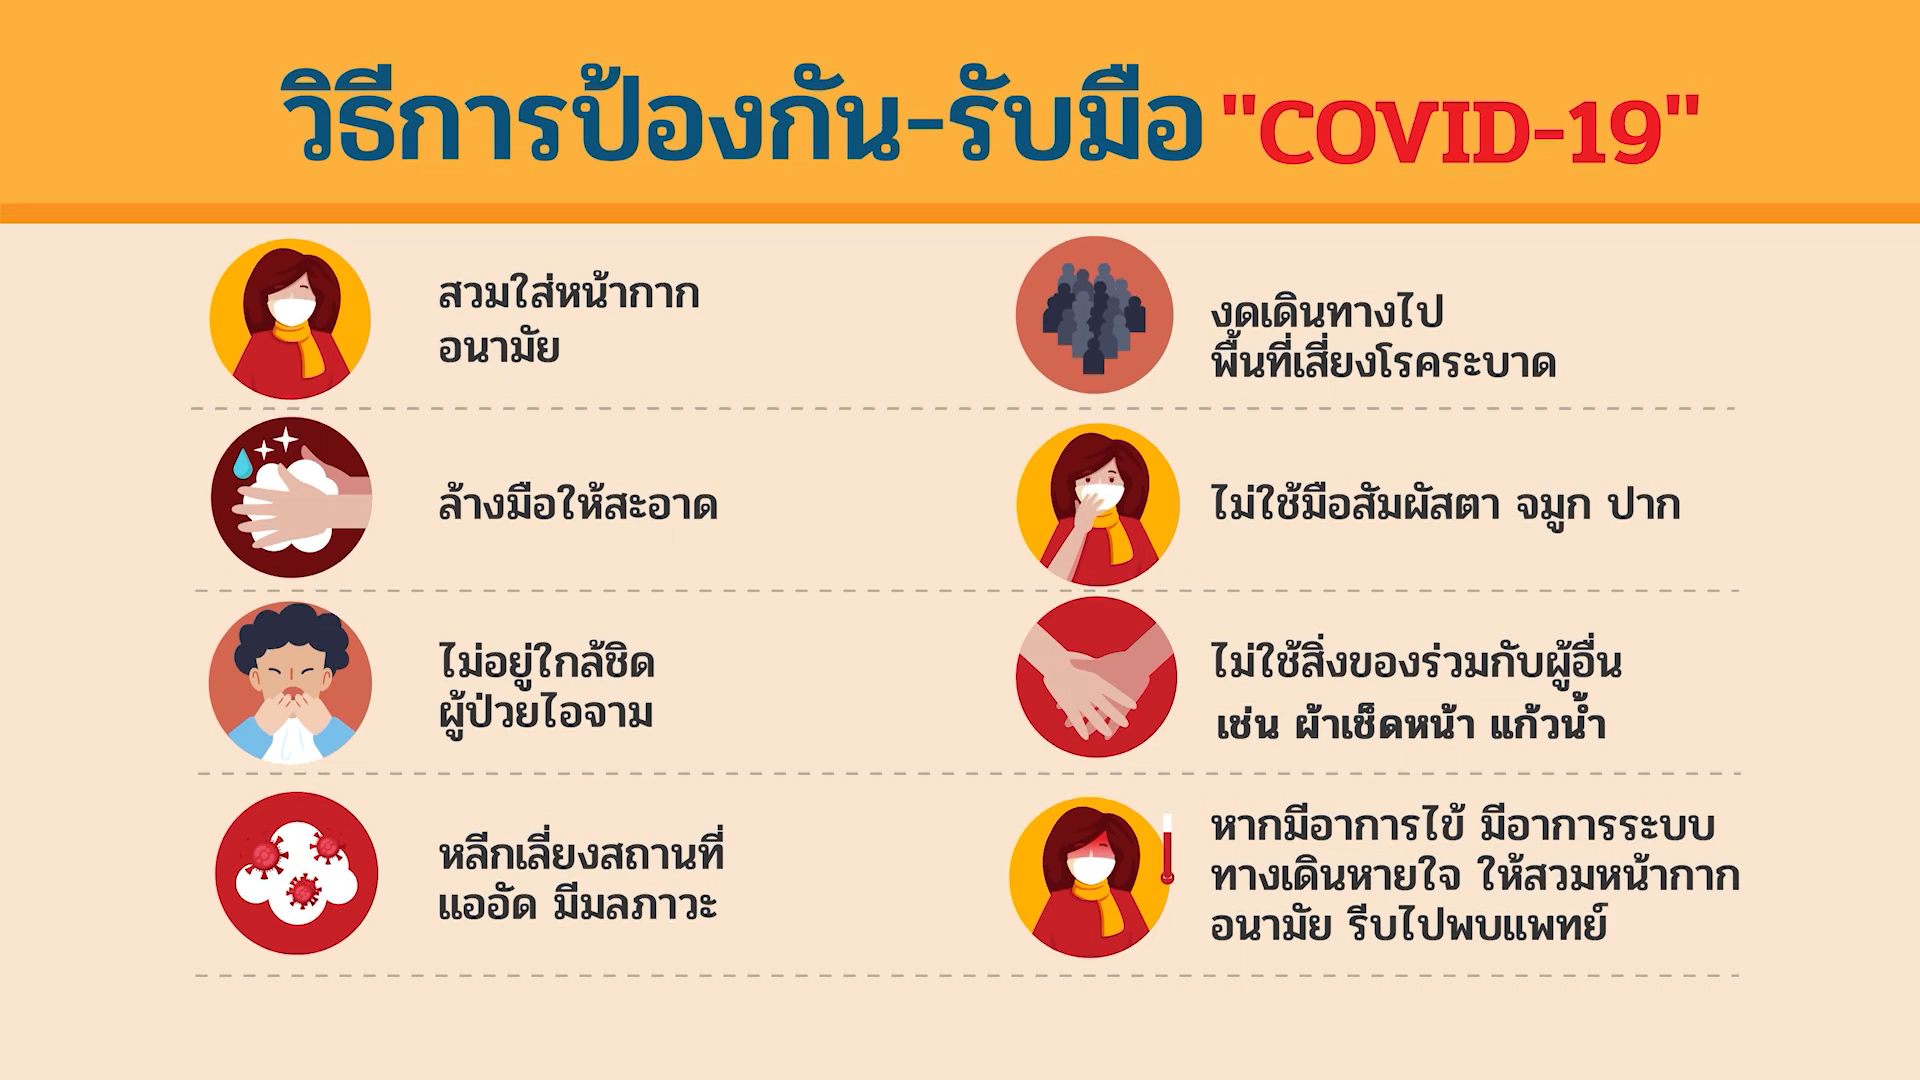 วิธีการป้องกัน-รับมือ "COVID-19"
สวมใส่หน้ากาก
อนามัย
ล้างมือให้สะอาด
ไม่อยู่ใกล้ชิด
ผู้ป่วยไอจาม
หลีกเลี่ยงสถานที่
แออัด มีมลภาวะ
งดเดินทางไป
พื้นที่เสี่ยงโรคระบาด
ไม่ใช้มือสัมผัสตา จมูก ปาก
ไม่ใช้สิ่งของร่วมกับผู้อื่น
เช่น ผ้าเช็ดหน้า แก้วน้ำ
หากมีอาการไข้ มีอาการระบบ
ทางเดินหายใจ ให้สวมหน้ากาก
อนามัย รีบไปพบแพทย์